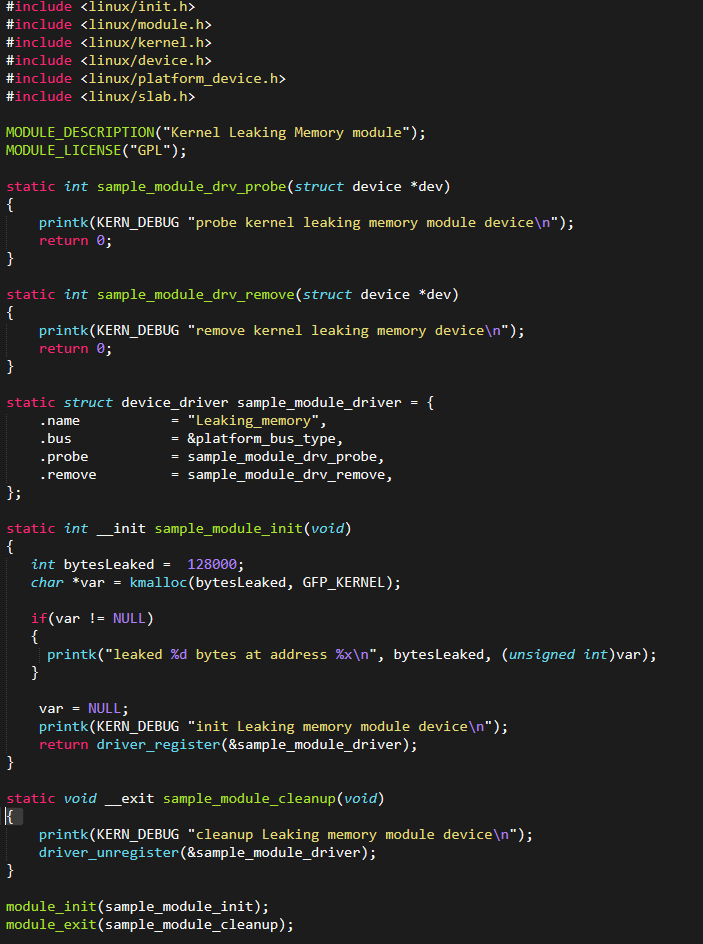 #include <linux/init.h>
#include <linux/module.h>
#include <linux/kernel.h>
#include <linux/device.h>
#include <linux/platform_device.h>
#include <linux/slab.h>

MODULE_DESCRIPTION("Kernel Leaking Memory module");
MODULE_LICENSE("GPL");

static int sample_module_drv_probe(struct device *dev)
{
    printk(KERN_DEBUG "probe kernel leaking memory module device\n");
    return 0;
}

static int sample_module_drv_remove(struct device *dev)
{
    printk(KERN_DEBUG "remove kernel leaking memory device\n");
    return 0;
}

static struct device_driver sample_module_driver = {
    .name           = "Leaking_memory",
    .bus            = &platform_bus_type,
    .probe          = sample_module_drv_probe,
    .remove         = sample_module_drv_remove,
};

static int __init sample_module_init(void)
{
   int bytesLeaked =  128000;
   char *var = kmalloc(bytesLeaked, GFP_KERNEL);

   if(var != NULL)
   {
     printk("leaked %d bytes at address %x\n", bytesLeaked, (unsigned int)var);
   }

    var = NULL;
    printk(KERN_DEBUG "init Leaking memory module device\n");
    return driver_register(&sample_module_driver);
}

static void __exit sample_module_cleanup(void)
{
    printk(KERN_DEBUG "cleanup Leaking memory module device\n");
    driver_unregister(&sample_module_driver);
}

module_init(sample_module_init);
module_exit(sample_module_cleanup);